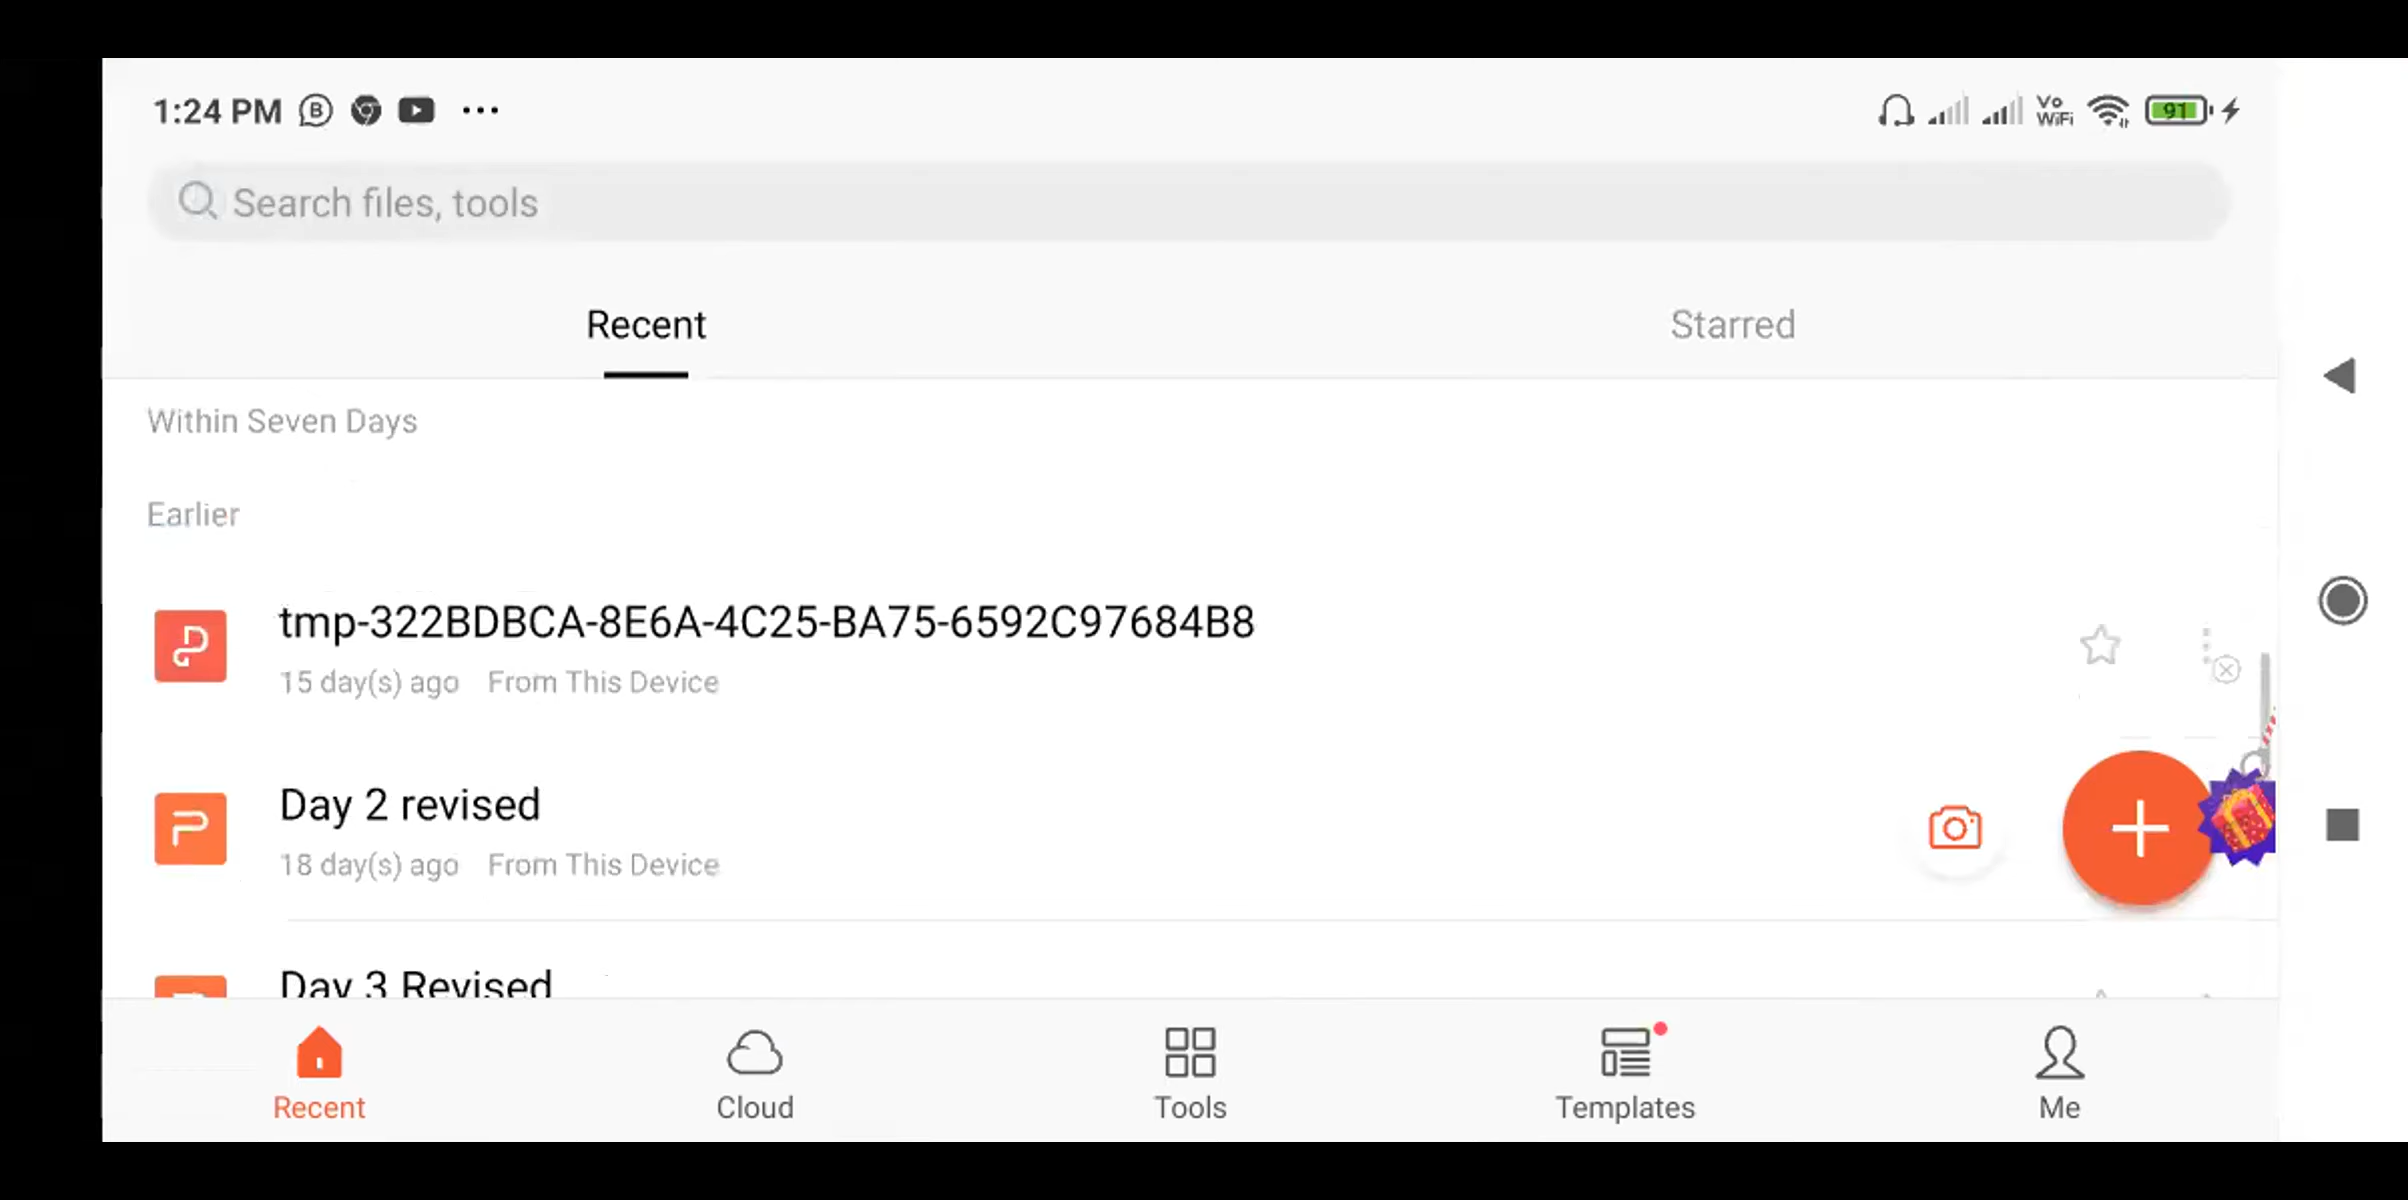 1:24 PM
Vo
WiFi
91
Search files, tools
Recent
Starred
Within Seven Days
Earlier
tmp-322BDBCA-8E6A-4C25-BA75-6592C97684B8
15 day(s) ago From This Device
Day 2 revised
18 day(s) ago From This Device
Day 3 Revised
Recent
Cloud
Tools
Templates
Me